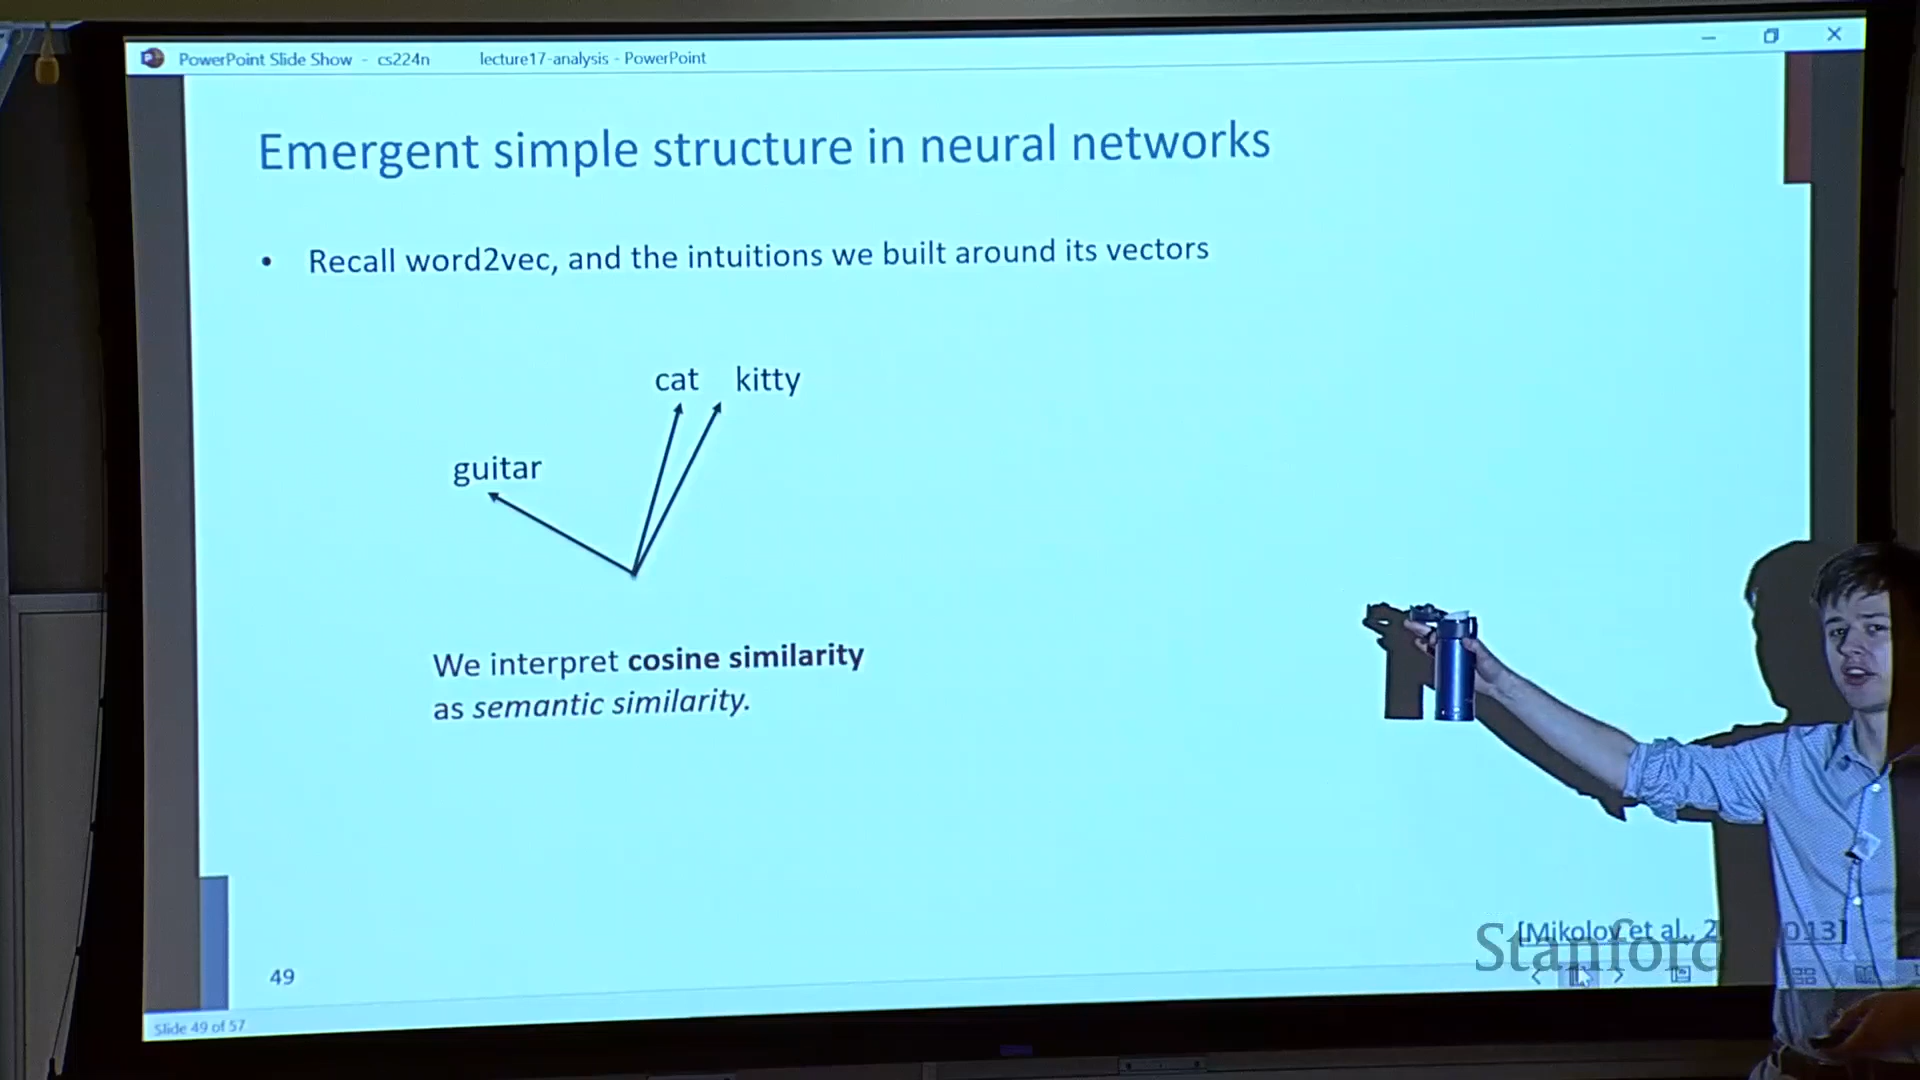 PowerPoint Slide Show - cs224n lecture17-analysis - PowerPoint
Emergent simple structure in neural networks
• Recall word2vec, and the intuitions we built around its vectors
cat kitty
guitar
We interpret cosine similarity
as semantic similarity.
[Mikolov et al., 2 013]
Stanford
49
Slide 49 of 57